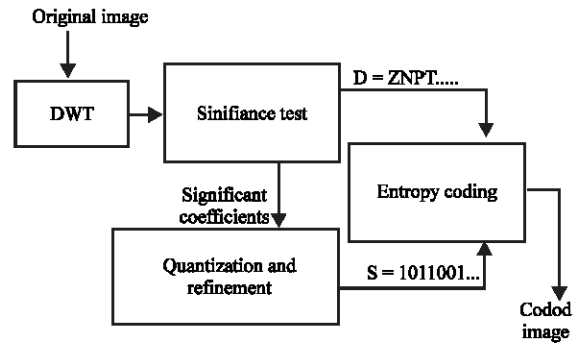 Original image
DWT
Sinifiance test
D = ZNPT.....
Significant
coefficients
Entropy coding
Quantization and
refinement
S = 1011001...
Codod
image